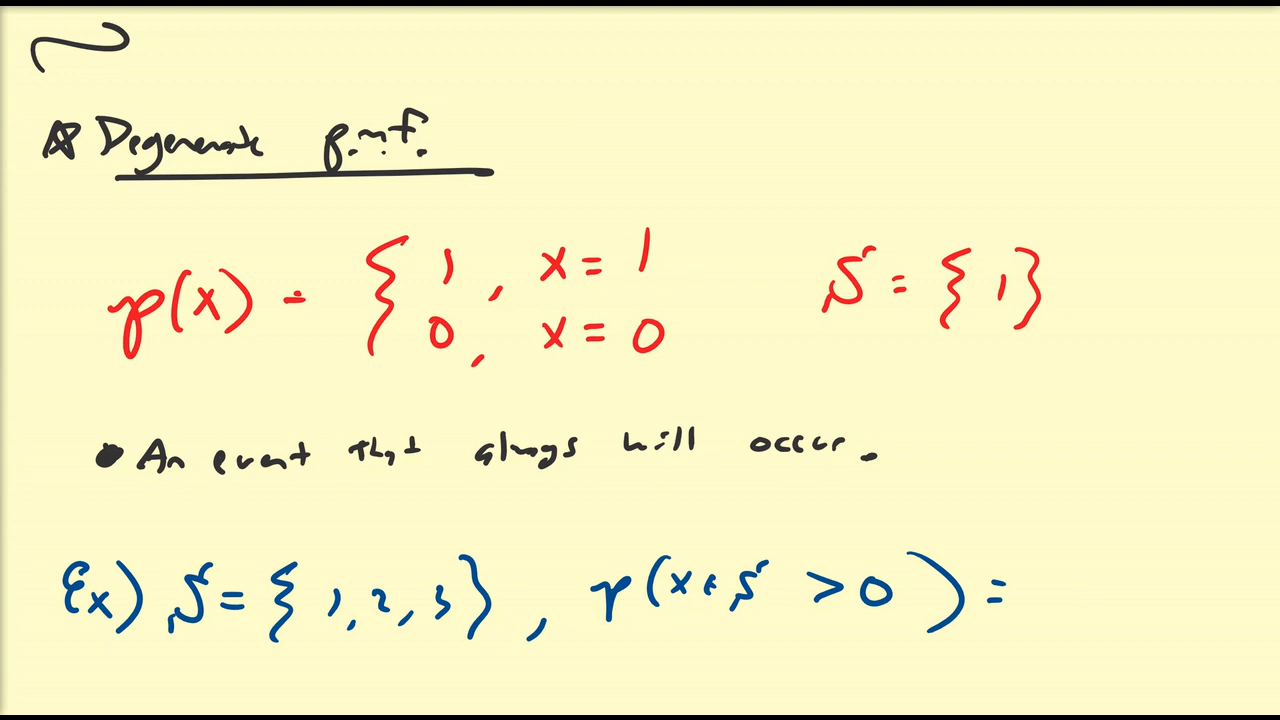 Degenerate p.m.f.
p(x) = { 1, x = 1 S = { 1 }
0, x = 0
• An event that always will occur.
Ex) S = { 1, 2, 3 }, p(x ∈ S > 0) =